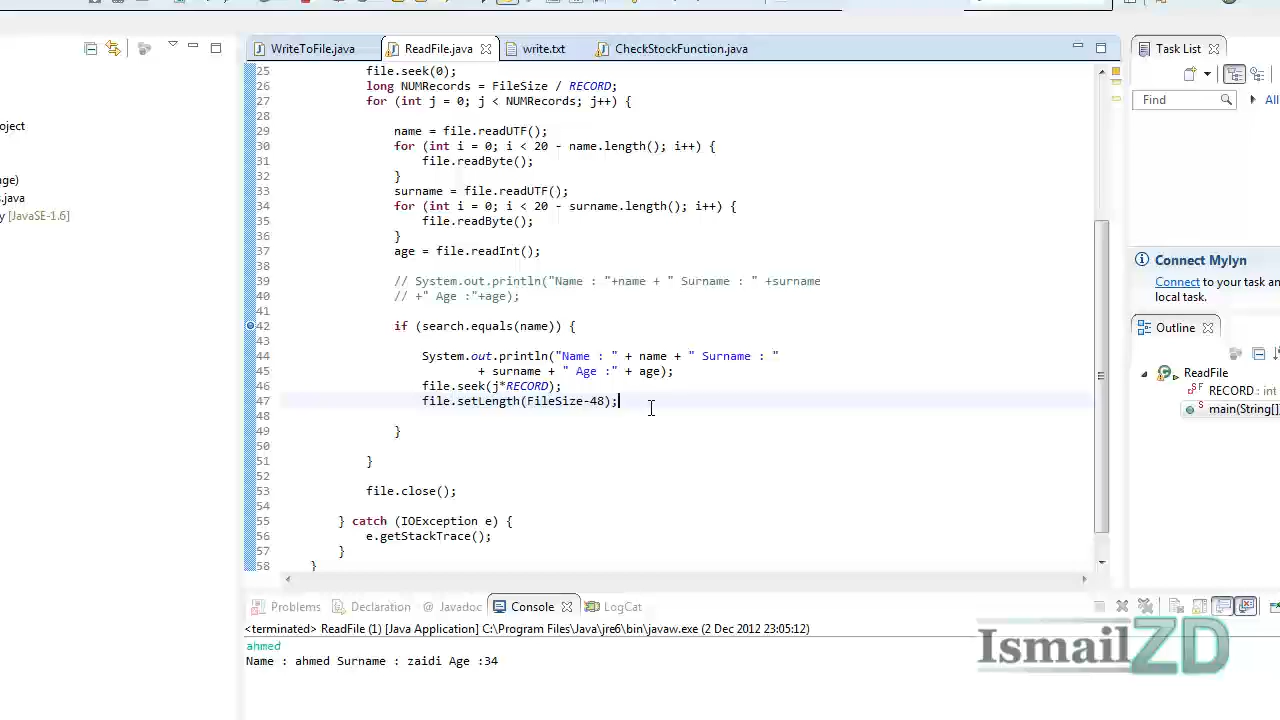 WriteToFile.java
ReadFile.java
write.txt
CheckStockFunction.java
Task List
Find
All
oject
age)
s.java
y [JavaSE-1.6]
25 file.seek(0);
26 long NUMRecords = FileSize / RECORD;
27 for (int j = 0; j < NUMRecords; j++) {
28
29 name = file.readUTF();
30 for (int i = 0; i < 20 - name.length(); i++) {
31 file.readByte();
32 }
33 surname = file.readUTF();
34 for (int i = 0; i < 20 - surname.length(); i++) {
35 file.readByte();
36 }
37 age = file.readInt();
38
39 // System.out.println("Name : "+name + " Surname : " +surname
40 // +" Age :"+age);
41
42 if (search.equals(name)) {
43
44 System.out.println("Name : " + name + " Surname : "
45 + surname + " Age :" + age);
46 file.seek(j*RECORD);
47 file.setLength(FileSize-48);
48
49 }
50
51 }
52
53 file.close();
54
55 } catch (IOException e) {
56 e.getStackTrace();
57 }
58 }
Connect Mylyn
Connect to your task an
local task.
Outline
ReadFile
RECORD : int
main(String[]
Problems
Declaration
@ Javadoc
Console
LogCat
<terminated> ReadFile (1) [Java Application] C:\Program Files\Java\jre6\bin\javaw.exe (2 Dec 2012 23:05:12)
ahmed
Name : ahmed Surname : zaidi Age :34
IsmailZD